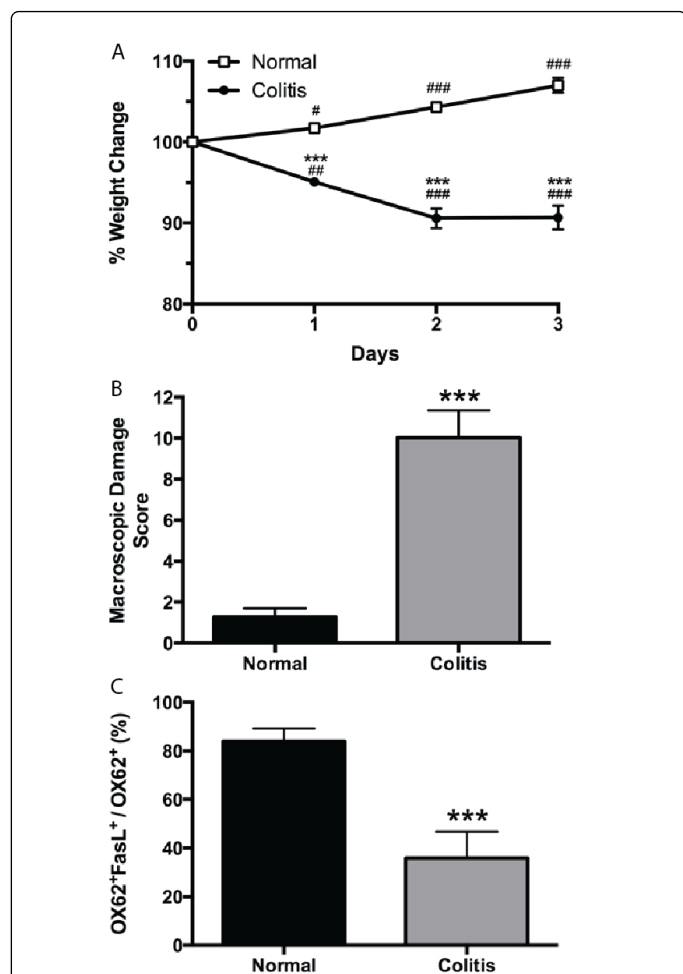 A
% Weight Change
110
100
90
80
Normal
Colitis
#
###
###
***
##
***
###
***
###
0 1 2 3
Days
B
Macroscopic Damage
Score
12
10
8
6
4
2
0
***
Normal Colitis
C
OX62⁺FasL⁺ / OX62⁺ (%)
100
80
60
40
20
0
***
Normal Colitis